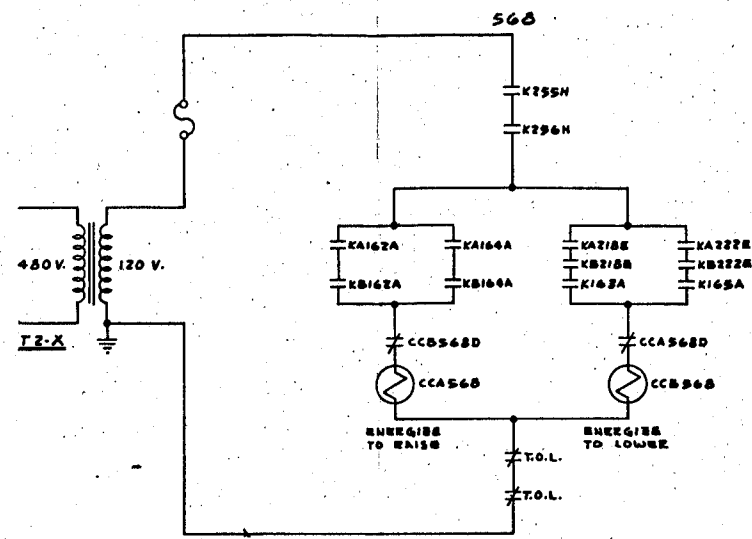 568
K255H
K256H
480 V.
120 V.
T2-X
KA162A
KB162A
KA164A
KB164A
KA218E
KB218E
K163A
KA222E
KB222E
K165A
CCB568D
CCA568
ENERGIZE
TO RAISE
CCA568D
CCB568
ENERGIZE
TO LOWER
T.O.L.
T.O.L.